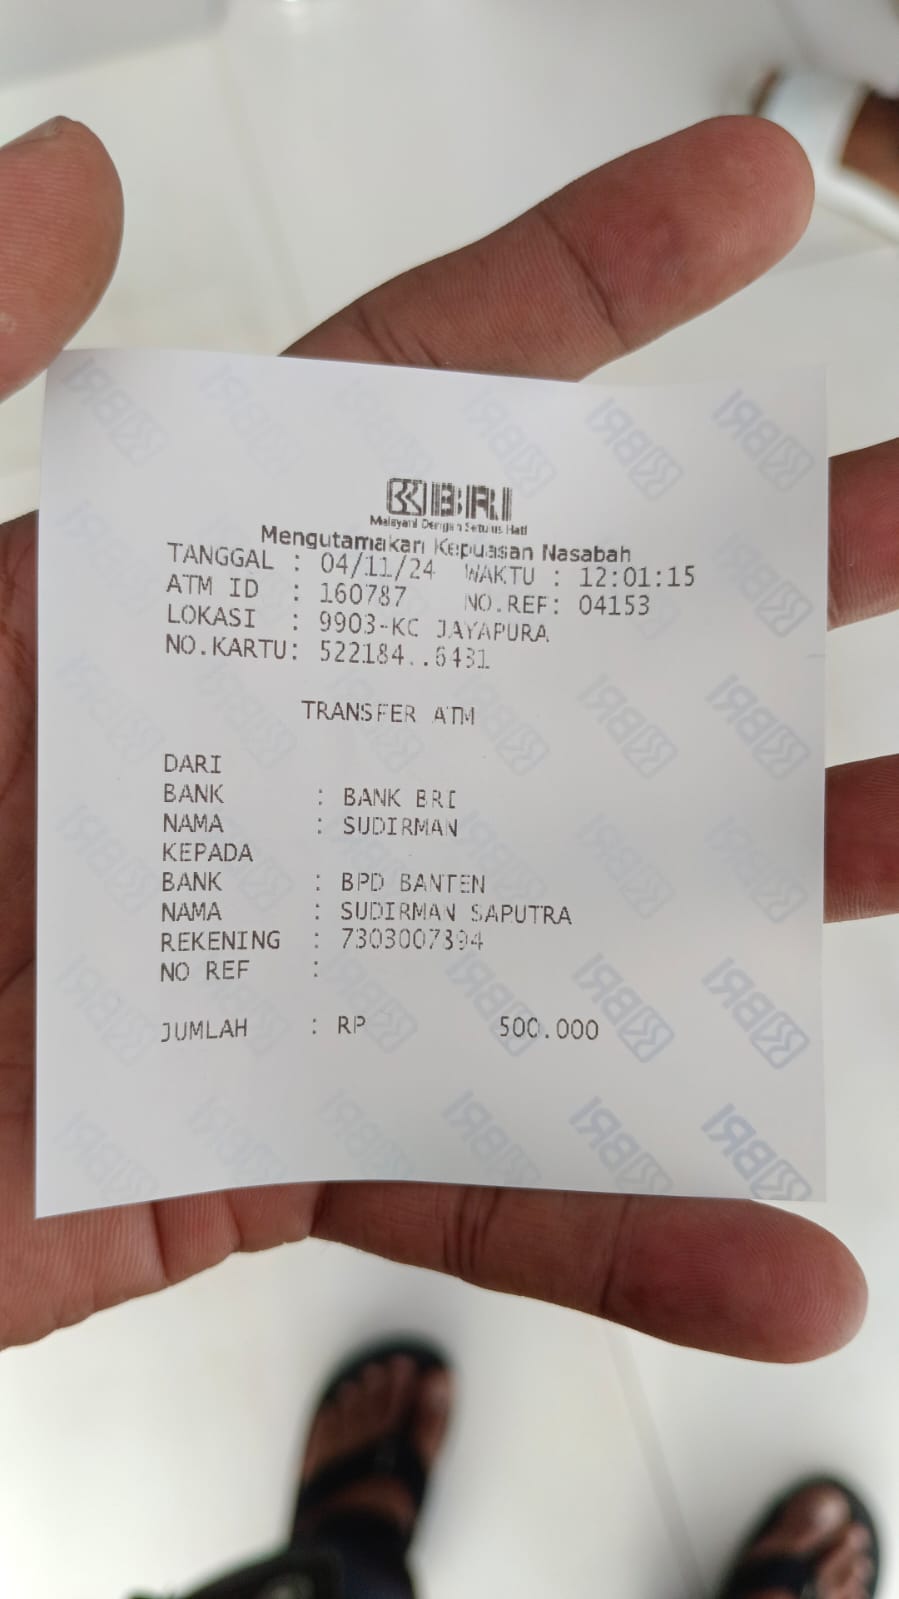 BRI
Melayani Dengan Setulus Hati
Mengutamakan Kepuasan Nasabah
TANGGAL : 04/11/24 WAKTU : 12:01:15
ATM ID : 160787 NO.REF: 04153
LOKASI : 9903-KC JAYAPURA
NO.KARTU: 522184..6431
TRANSFER ATM
DARI
BANK : BANK BRI
NAMA : SUDIRMAN
KEPADA
BANK : BPD BANTEN
NAMA : SUDIRMAN SAPUTRA
REKENING : 7303007394
NO REF :
JUMLAH : RP 500.000